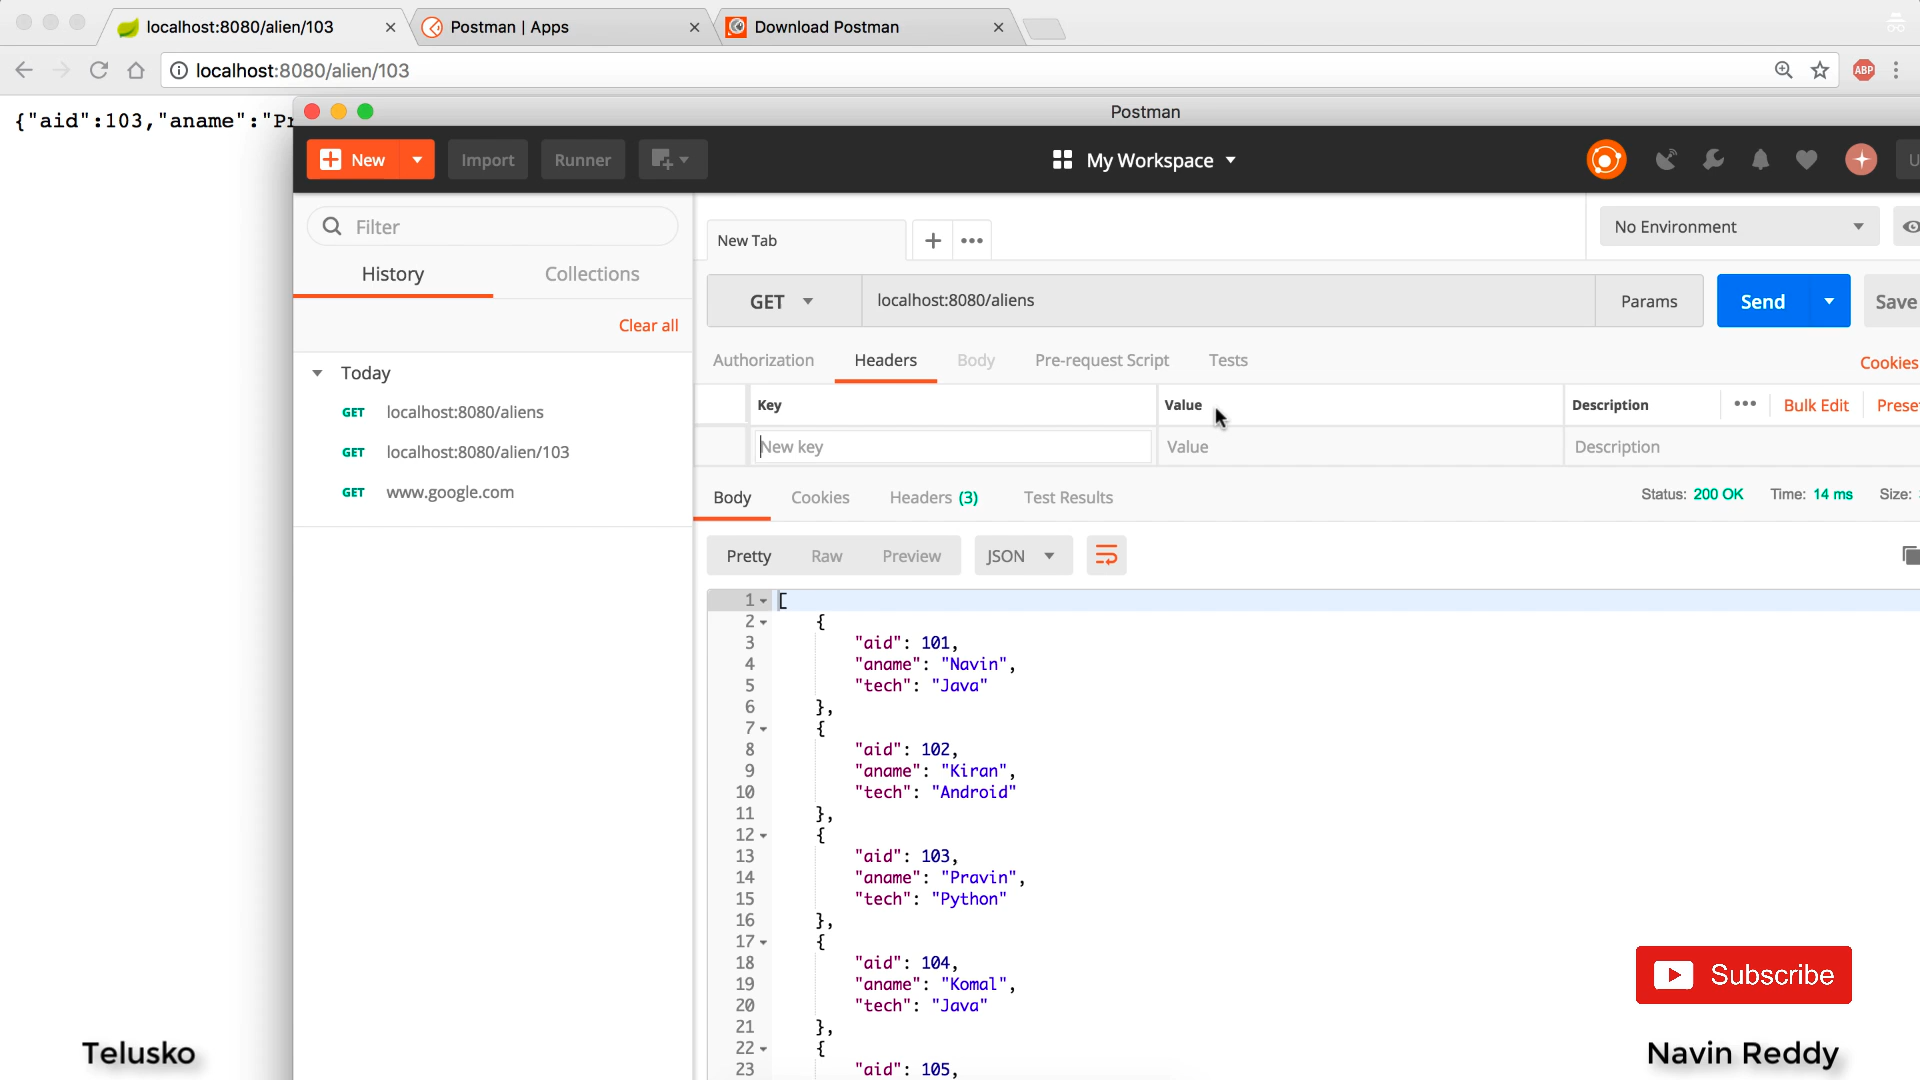 localhost:8080/alien/103
Postman | Apps
Download Postman
localhost:8080/alien/103
ABP
{"aid":103,"aname":"Pr
Postman
New
Import
Runner
My Workspace
Filter
New Tab
No Environment
History
Collections
GET
localhost:8080/aliens
Params
Send
Save
Clear all
Authorization
Headers
Body
Pre-request Script
Tests
Cookies
Today
GET localhost:8080/aliens
GET localhost:8080/alien/103
GET www.google.com
Key
Value
Description
Bulk Edit
Prese
New key
Value
Description
Body
Cookies
Headers (3)
Test Results
Status: 200 OK
Time: 14 ms
Size:
Pretty
Raw
Preview
JSON
1 [
2 {
3 "aid": 101,
4 "aname": "Navin",
5 "tech": "Java"
6 },
7 {
8 "aid": 102,
9 "aname": "Kiran",
10 "tech": "Android"
11 },
12 {
13 "aid": 103,
14 "aname": "Pravin",
15 "tech": "Python"
16 },
17 {
18 "aid": 104,
19 "aname": "Komal",
20 "tech": "Java"
21 },
22 {
23 "aid": 105,
Subscribe
Telusko
Navin Reddy